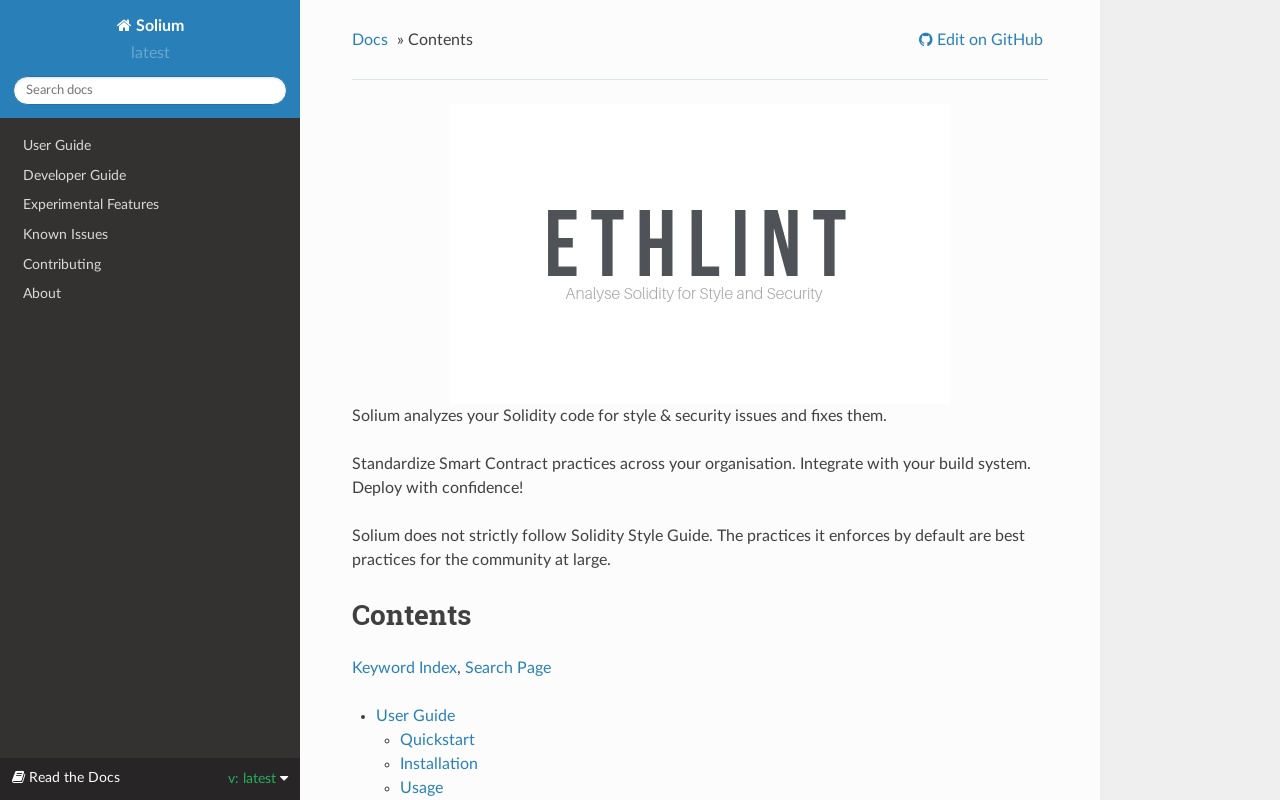 Solium
latest
Search docs
User Guide
Developer Guide
Experimental Features
Known Issues
Contributing
About
Read the Docs
v: latest
Docs » Contents
Edit on GitHub
ETHLINT
Analyse Solidity for Style and Security
Solium analyzes your Solidity code for style & security issues and fixes them.
Standardize Smart Contract practices across your organisation. Integrate with your build system.
Deploy with confidence!
Solium does not strictly follow Solidity Style Guide. The practices it enforces by default are best
practices for the community at large.
Contents
Keyword Index, Search Page
User Guide
Quickstart
Installation
Usage